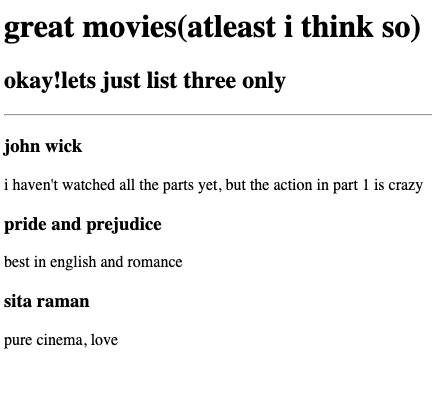 great movies(atleast i think so)
okay!lets just list three only
john wick
i haven't watched all the parts yet, but the action in part 1 is crazy
pride and prejudice
best in english and romance
sita raman
pure cinema, love